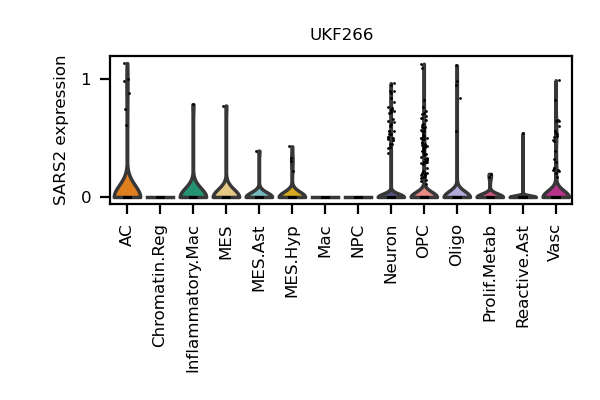 UKF266
SARS2 expression
1
0
AC
Chromatin.Reg
Inflammatory.Mac
MES
MES.Ast
MES.Hyp
Mac
NPC
Neuron
OPC
Oligo
Prolif.Metab
Reactive.Ast
Vasc